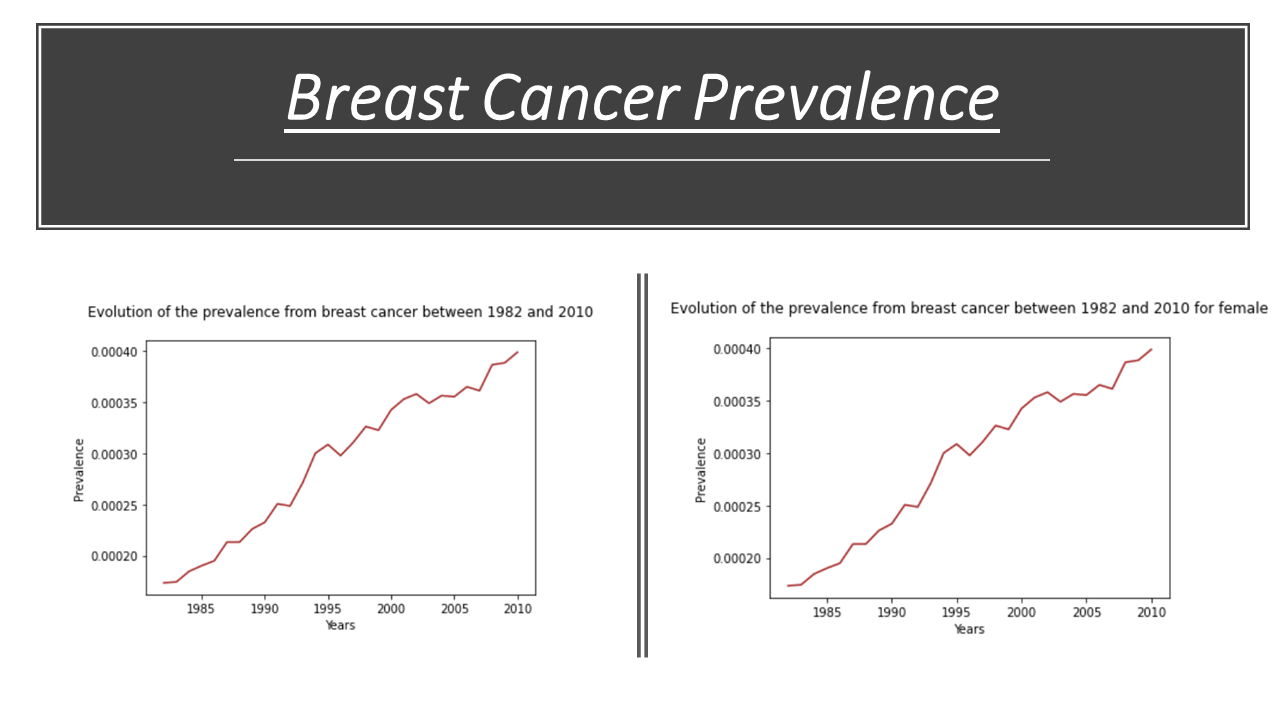 Breast Cancer Prevalence
Evolution of the prevalence from breast cancer between 1982 and 2010
0.00040
0.00035
0.00030
0.00025
0.00020
Prevalence
1985 1990 1995 2000 2005 2010
Years
Evolution of the prevalence from breast cancer between 1982 and 2010 for female
0.00040
0.00035
0.00030
0.00025
0.00020
Prevalence
1985 1990 1995 2000 2005 2010
Years